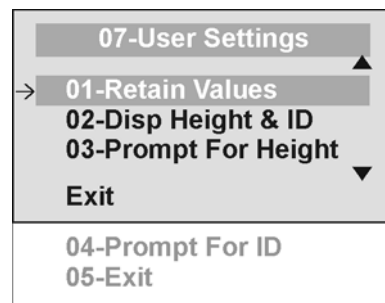 07-User Settings
01-Retain Values
02-Disp Height & ID
03-Prompt For Height
Exit
04-Prompt For ID
05-Exit